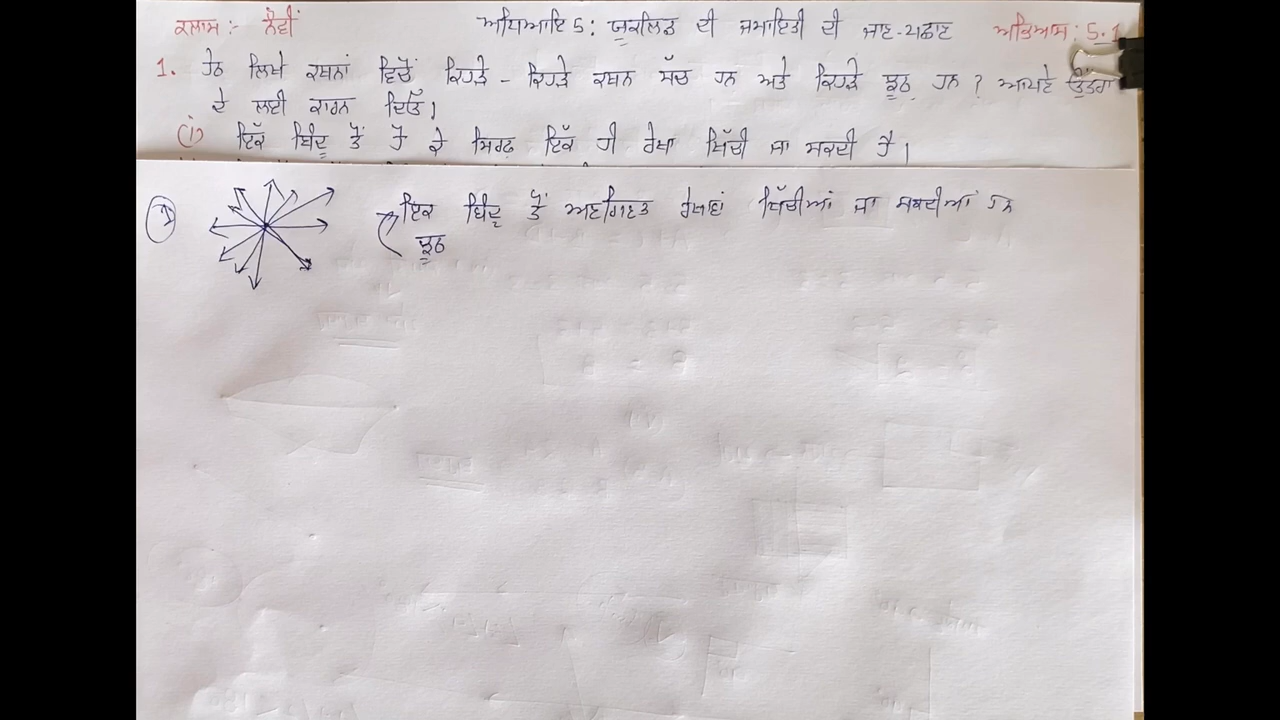 ਕਲਾਸ :- ਨੌਵੀਂ ਅਧਿਆਇ 5 : ਯੂਕਲਿਡ ਦੀ ਜਮਾਇਤੀ ਦੀ ਜਾਣ-ਪਛਾਣ ਅਭਿਆਸ : 5.1
1. ਹੇਠ ਲਿਖੇ ਕਥਨਾਂ ਵਿਚੋਂ ਕਿਹੜੇ - ਕਿਹੜੇ ਕਥਨ ਸੱਚ ਹਨ ਅਤੇ ਕਿਹੜੇ ਝੂਠ ਹਨ ? ਆਪਣੇ ਉੱਤਰਾਂ
ਦੇ ਲਈ ਕਾਰਨ ਦਿਓ।
(i) ਇੱਕ ਬਿੰਦੂ ਤੋਂ ਹੋ ਕੇ ਸਿਰਫ਼ ਇੱਕ ਹੀ ਰੇਖਾ ਖਿੱਚੀ ਜਾ ਸਕਦੀ ਹੈ।
ਇਕ ਬਿੰਦੂ ਤੋਂ ਅਣਗਿਣਤ ਰੇਖਾਵਾਂ ਖਿੱਚੀਆਂ ਜਾ ਸਕਦੀਆਂ ਹਨ
ਝੂਠ